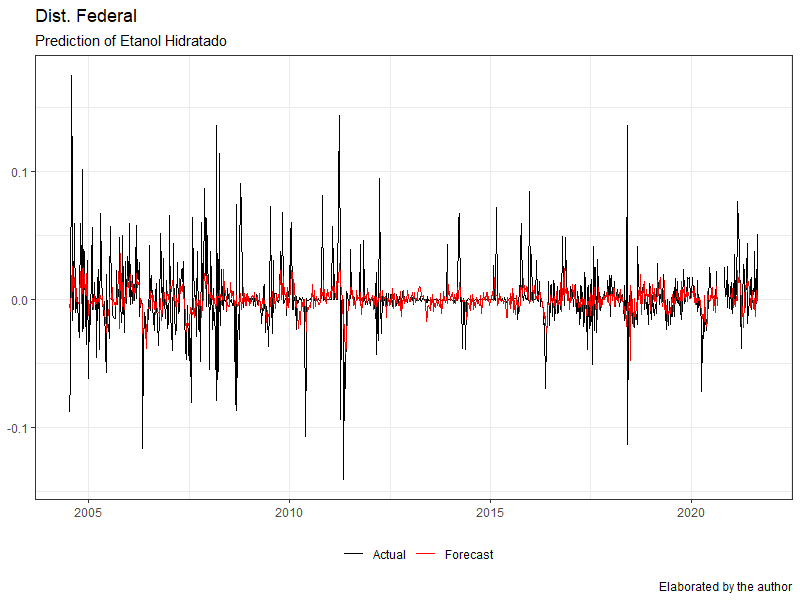 Dist. Federal
Prediction of Etanol Hidratado
0.1
0.0
-0.1
2005 2010 2015 2020
Actual Forecast
Elaborated by the author